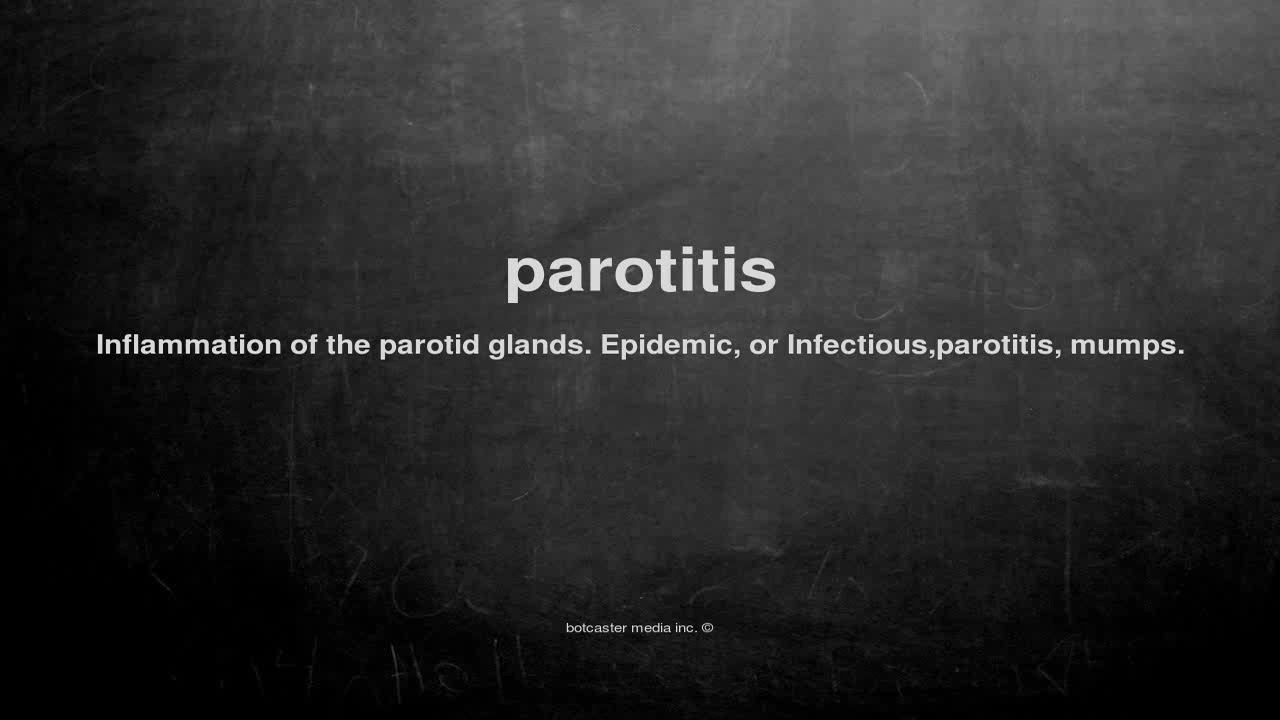 parotitis
Inflammation of the parotid glands. Epidemic, or Infectious,parotitis, mumps.
botcaster media inc. ©